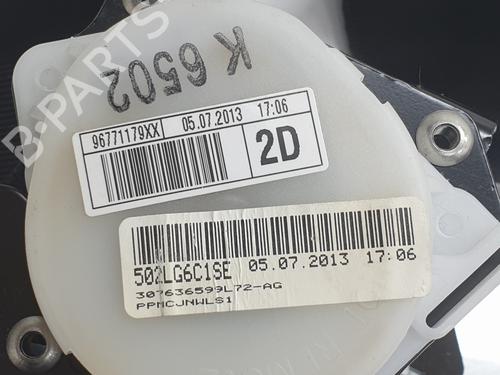 B-PARTS
K 6502
96771179XX 05.07.2013 17:06
2D
502LG6C1SE 05.07.2013 17:06
307636599L72-AG
PPMCJNWLS1